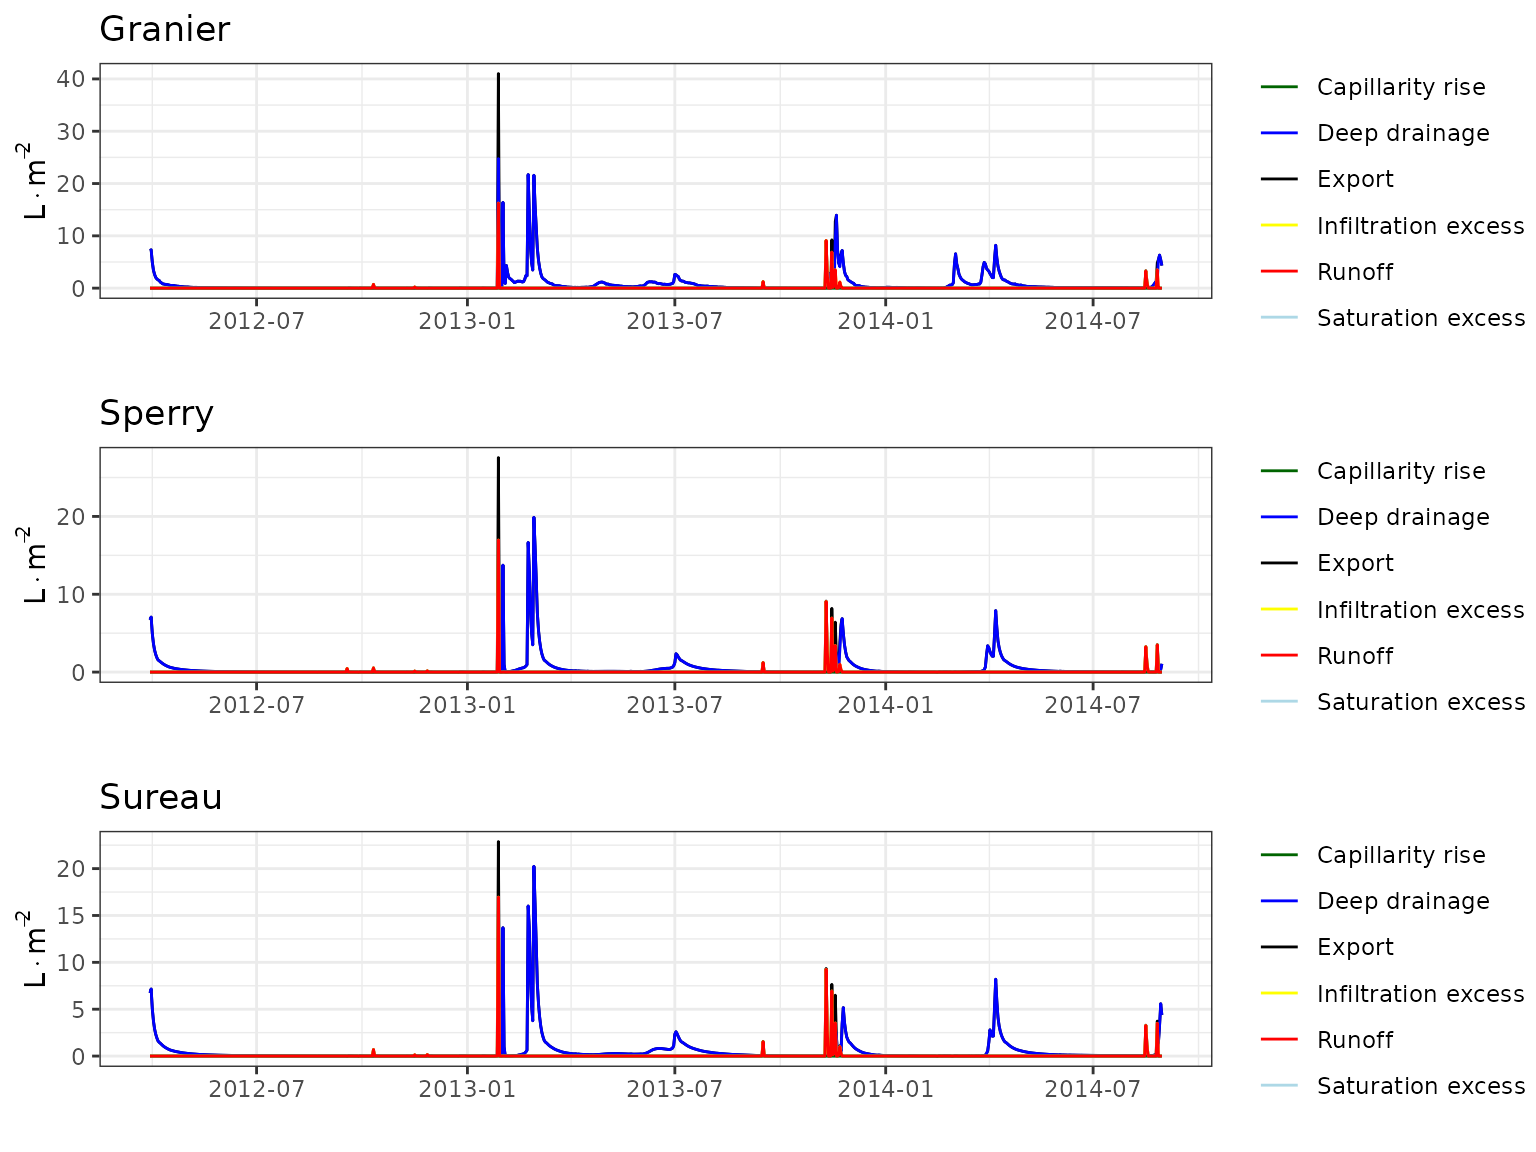 Granier
40
30
20
10
0
L·m⁻²
2012-07
2013-01
2013-07
2014-01
2014-07
Capillarity rise
Deep drainage
Export
Infiltration excess
Runoff
Saturation excess
Sperry
20
10
0
L·m⁻²
2012-07
2013-01
2013-07
2014-01
2014-07
Capillarity rise
Deep drainage
Export
Infiltration excess
Runoff
Saturation excess
Sureau
20
15
10
5
0
L·m⁻²
2012-07
2013-01
2013-07
2014-01
2014-07
Capillarity rise
Deep drainage
Export
Infiltration excess
Runoff
Saturation excess